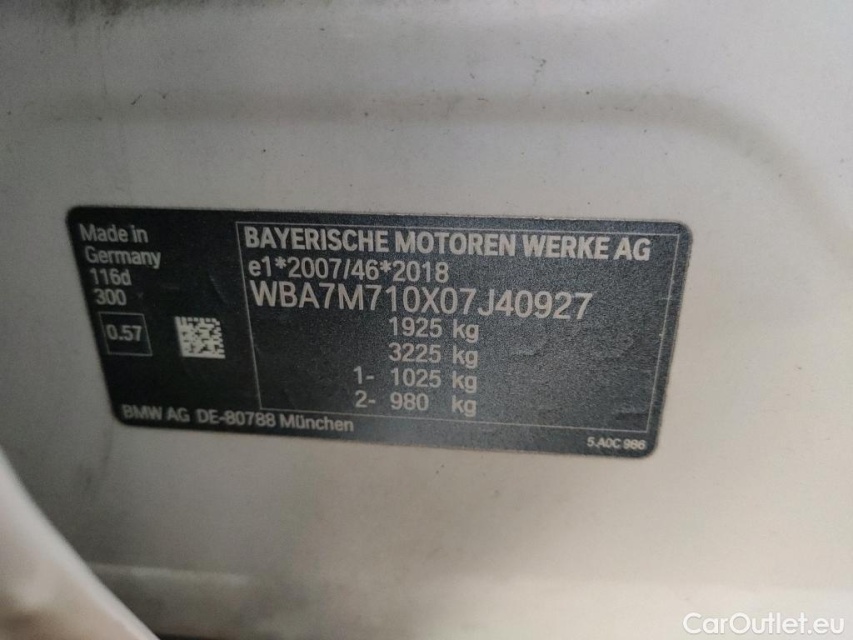 Made in
Germany
116d
300
0.57
BAYERISCHE MOTOREN WERKE AG
e1*2007/46*2018
WBA7M710X07J40927
1925 kg
3225 kg
1- 1025 kg
2- 980 kg
BMW AG DE-80788 München
5.A0C 986
CarOutlet.eu